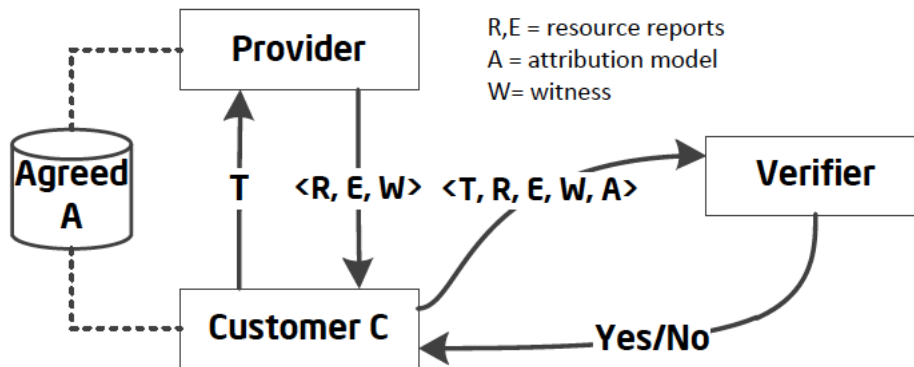 Provider
R,E = resource reports
A = attribution model
W= witness
Agreed
A
T
<R, E, W>
<T, R, E, W, A>
Verifier
Customer C
Yes/No